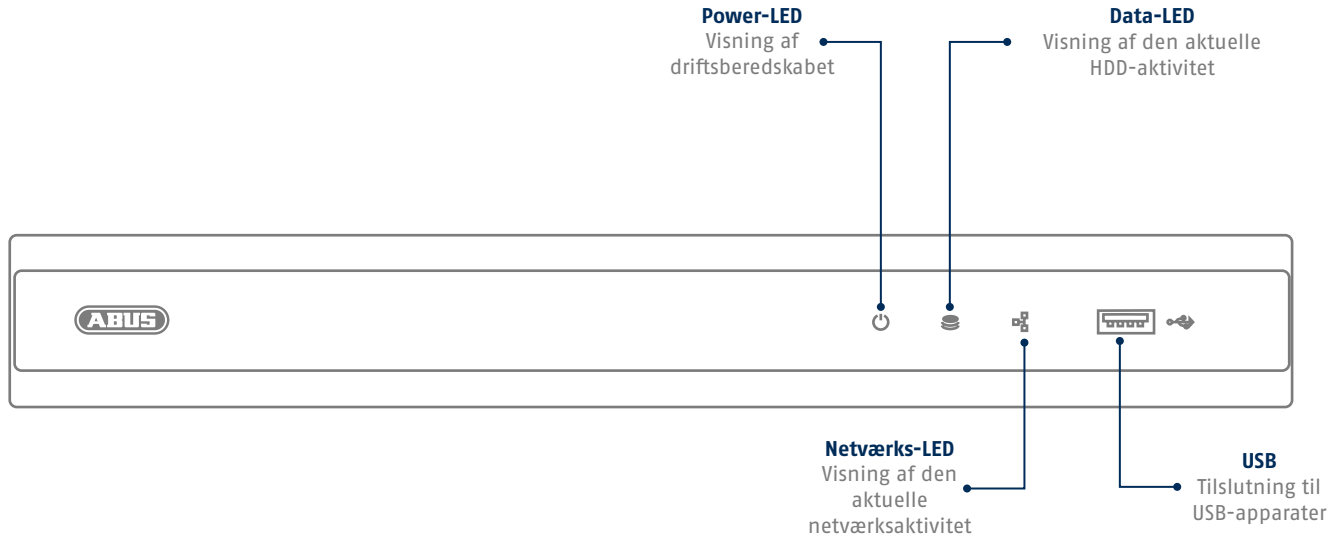 Power-LED
Visning af
driftsberedskabet
Data-LED
Visning af den aktuelle
HDD-aktivitet
ABUS
Netværks-LED
Visning af den
aktuelle
netværksaktivitet
USB
Tilslutning til
USB-apparater